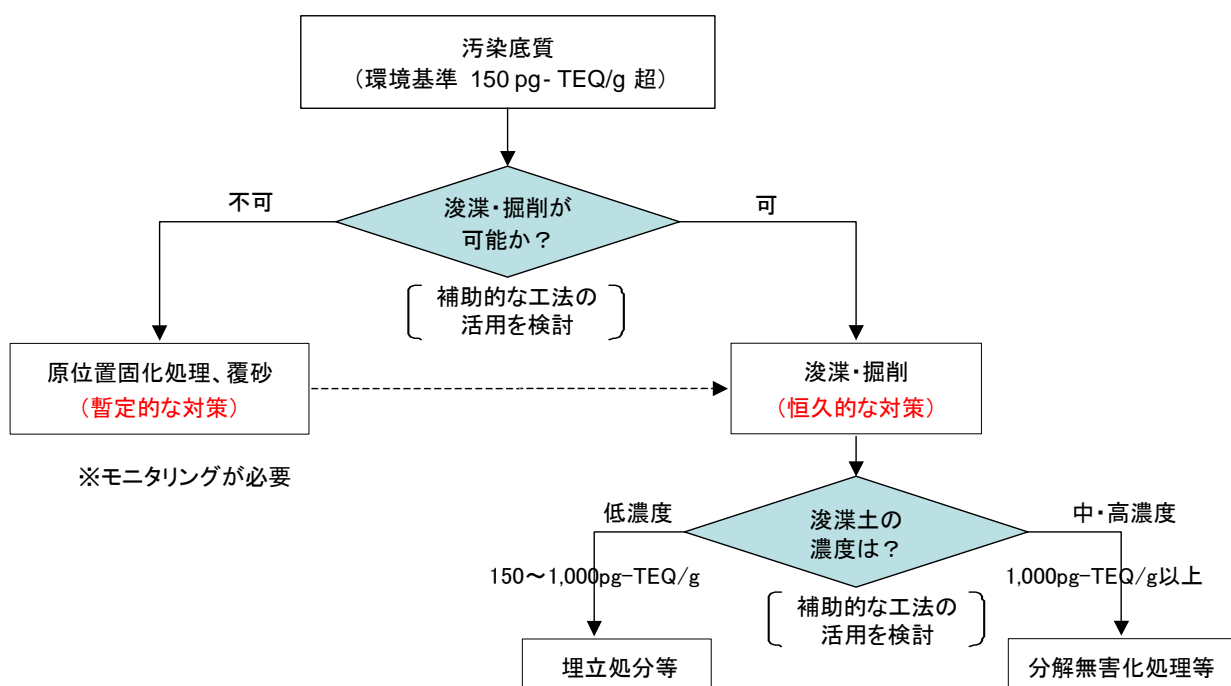 汚染底質
（環境基準 150 pg- TEQ/g 超）
不可
可
浚渫・掘削が
可能か？
補助的な工法の
活用を検討
原位置固化処理、覆砂
（暫定的な対策）
浚渫・掘削
（恒久的な対策）
※モニタリングが必要
低濃度
中・高濃度
浚渫土の
濃度は？
150～1,000pg-TEQ/g
1,000pg-TEQ/g以上
補助的な工法の
活用を検討
埋立処分等
分解無害化処理等